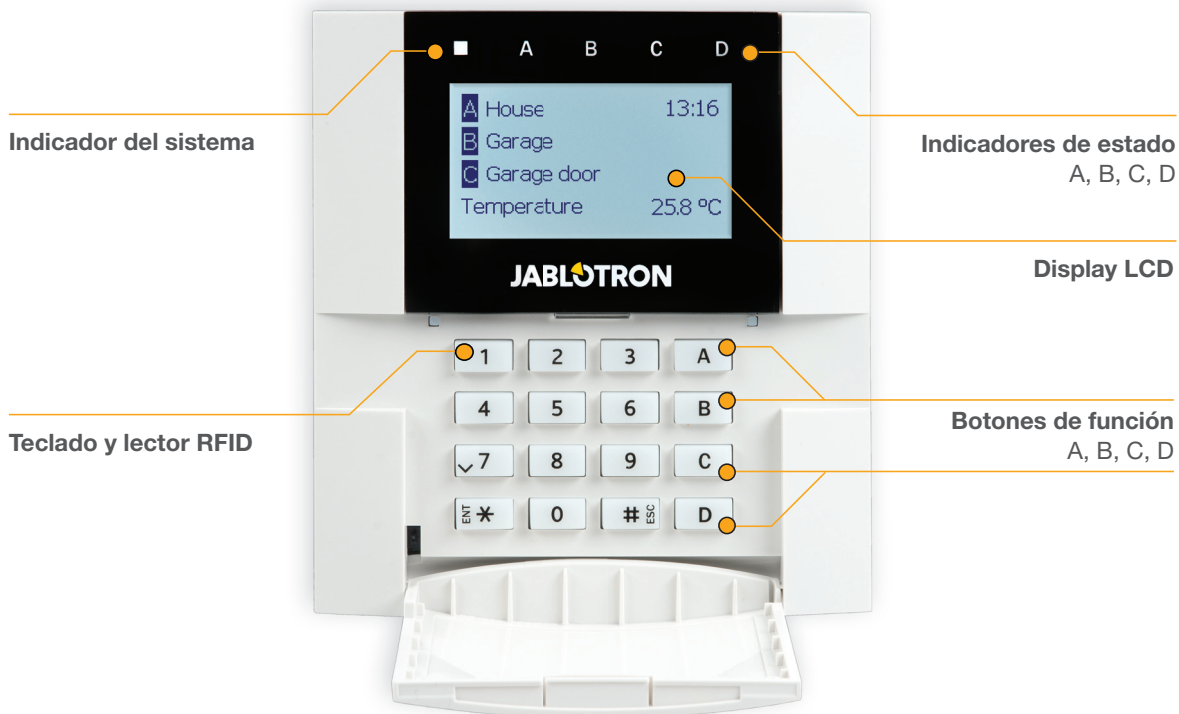 A B C D
A House 13:16
B Garage
C Garage door
Temperature 25.8 ºC
JABLOTRON
Indicador del sistema
Indicadores de estado
A, B, C, D
Display LCD
1 2 3 A
4 5 6 B
7 8 9 C
ENT * 0 # ESC D
Teclado y lector RFID
Botones de función
A, B, C, D